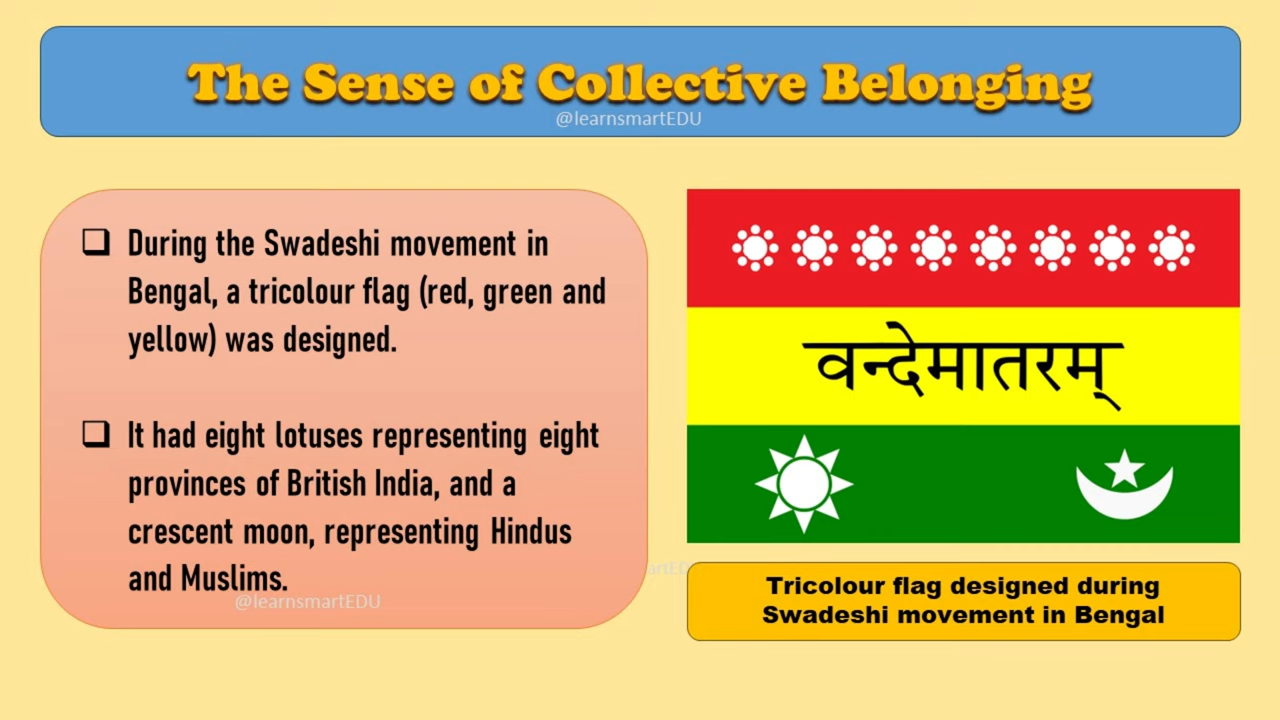 The Sense of Collective Belonging
@learnsmartEDU
❑ During the Swadeshi movement in
Bengal, a tricolour flag (red, green and
yellow) was designed.
❑ It had eight lotuses representing eight
provinces of British India, and a
crescent moon, representing Hindus
and Muslims.
@learnsmartEDU
वन्देमातरम्
artED
Tricolour flag designed during
Swadeshi movement in Bengal